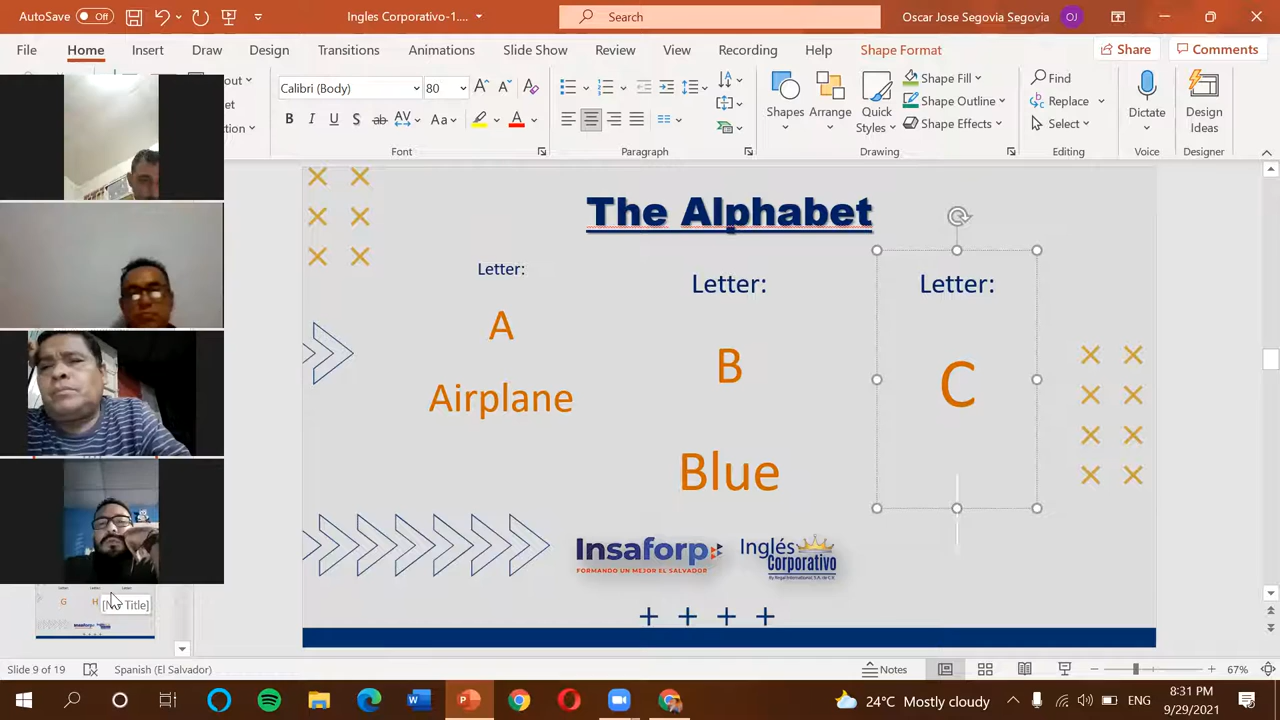 AutoSave Off Ingles Corporativo-1.... Search Oscar Jose Segovia Segovia OJ
File Home Insert Draw Design Transitions Animations Slide Show Review View Recording Help Shape Format Share Comments
Calibri (Body) 80
Shapes Arrange Quick Styles
Shape Fill
Shape Outline
Shape Effects
Find
Replace
Select
Dictate
Design Ideas
Font Paragraph Drawing Editing Voice Designer
The Alphabet
Letter:
A
Airplane
Letter:
B
Blue
Letter:
C
Insaforp
FORMANDO UN MEJOR EL SALVADOR
Inglés
Corporativo
By Regal International, S.A. de C.V.
G H
Slide 9 of 19 Spanish (El Salvador) Notes 67%
24°C Mostly cloudy ENG 8:31 PM
9/29/2021